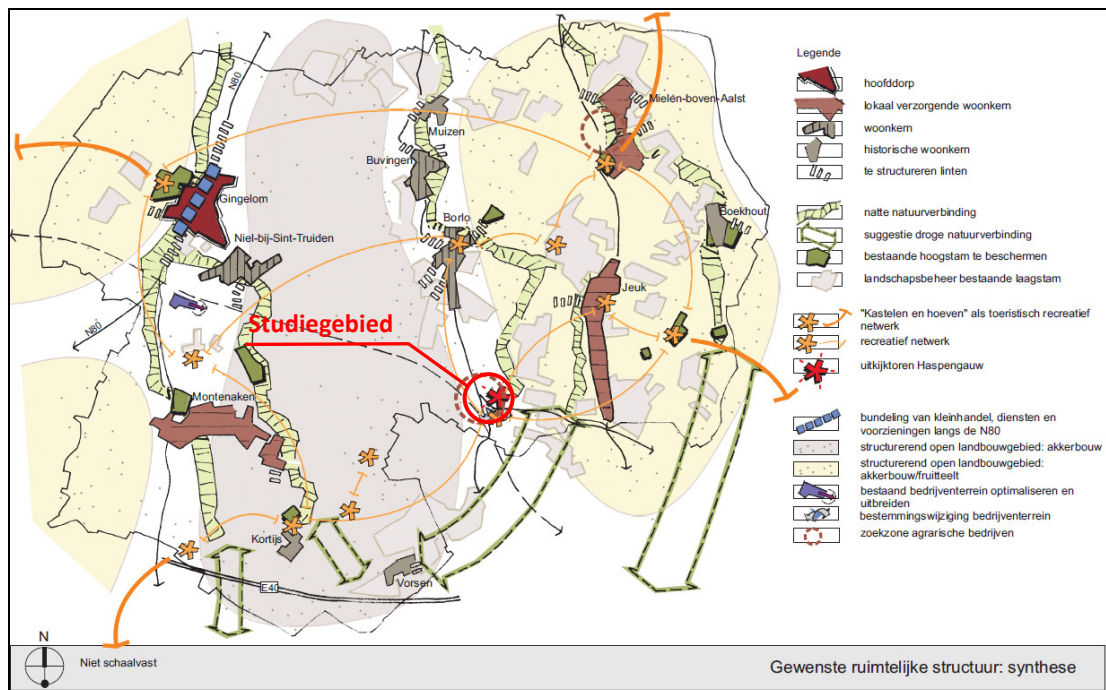 N80
Mielen-boven-Aalst
Muizen
Buvingen
Gingelom
Borlo
Boekhout
Niel-bij-Sint-Truiden
Jeuk
N80
Studiegebied
Montenaken
Kortijs
Vorsen
E40
Legende
hoofddorp
lokaal verzorgende woonkern
woonkern
historische woonkern
te structureren linten
natte natuurverbinding
suggestie droge natuurverbinding
bestaande hoogstam te beschermen
landschapsbeheer bestaande laagstam
"Kastelen en hoeven" als toeristisch recreatief
netwerk
recreatief netwerk
uitkijktoren Haspengauw
bundeling van kleinhandel, diensten en
voorzieningen langs de N80
structurerend open landbouwgebied: akkerbouw
structurerend open landbouwgebied:
akkerbouw/fruitteelt
bestaand bedrijventerrein optimaliseren en
uitbreiden
bestemmingswijziging bedrijventerrein
zoekzone agrarische bedrijven
N
Niet schaalvast
Gewenste ruimtelijke structuur: synthese